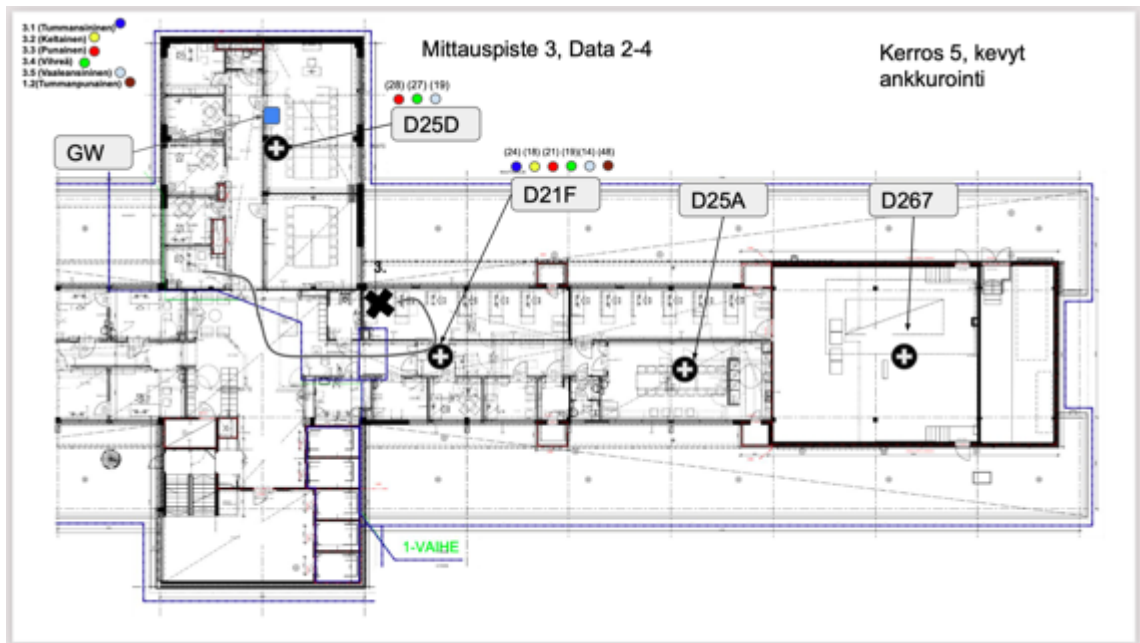 3.1 (Tummansininen)
3.2 (Keltainen)
3.3 (Punainen)
3.4 (Vihreä)
3.5 (Vaaleansininen)
1.2(Tummanpunainen)
Mittauspiste 3, Data 2-4
Kerros 5, kevyt
ankkurointi
(28) (27) (19)
D25D
GW
(24) (18) (21) (19)(14) (48)
D21F
D25A
D267
3.
1-VAIHE